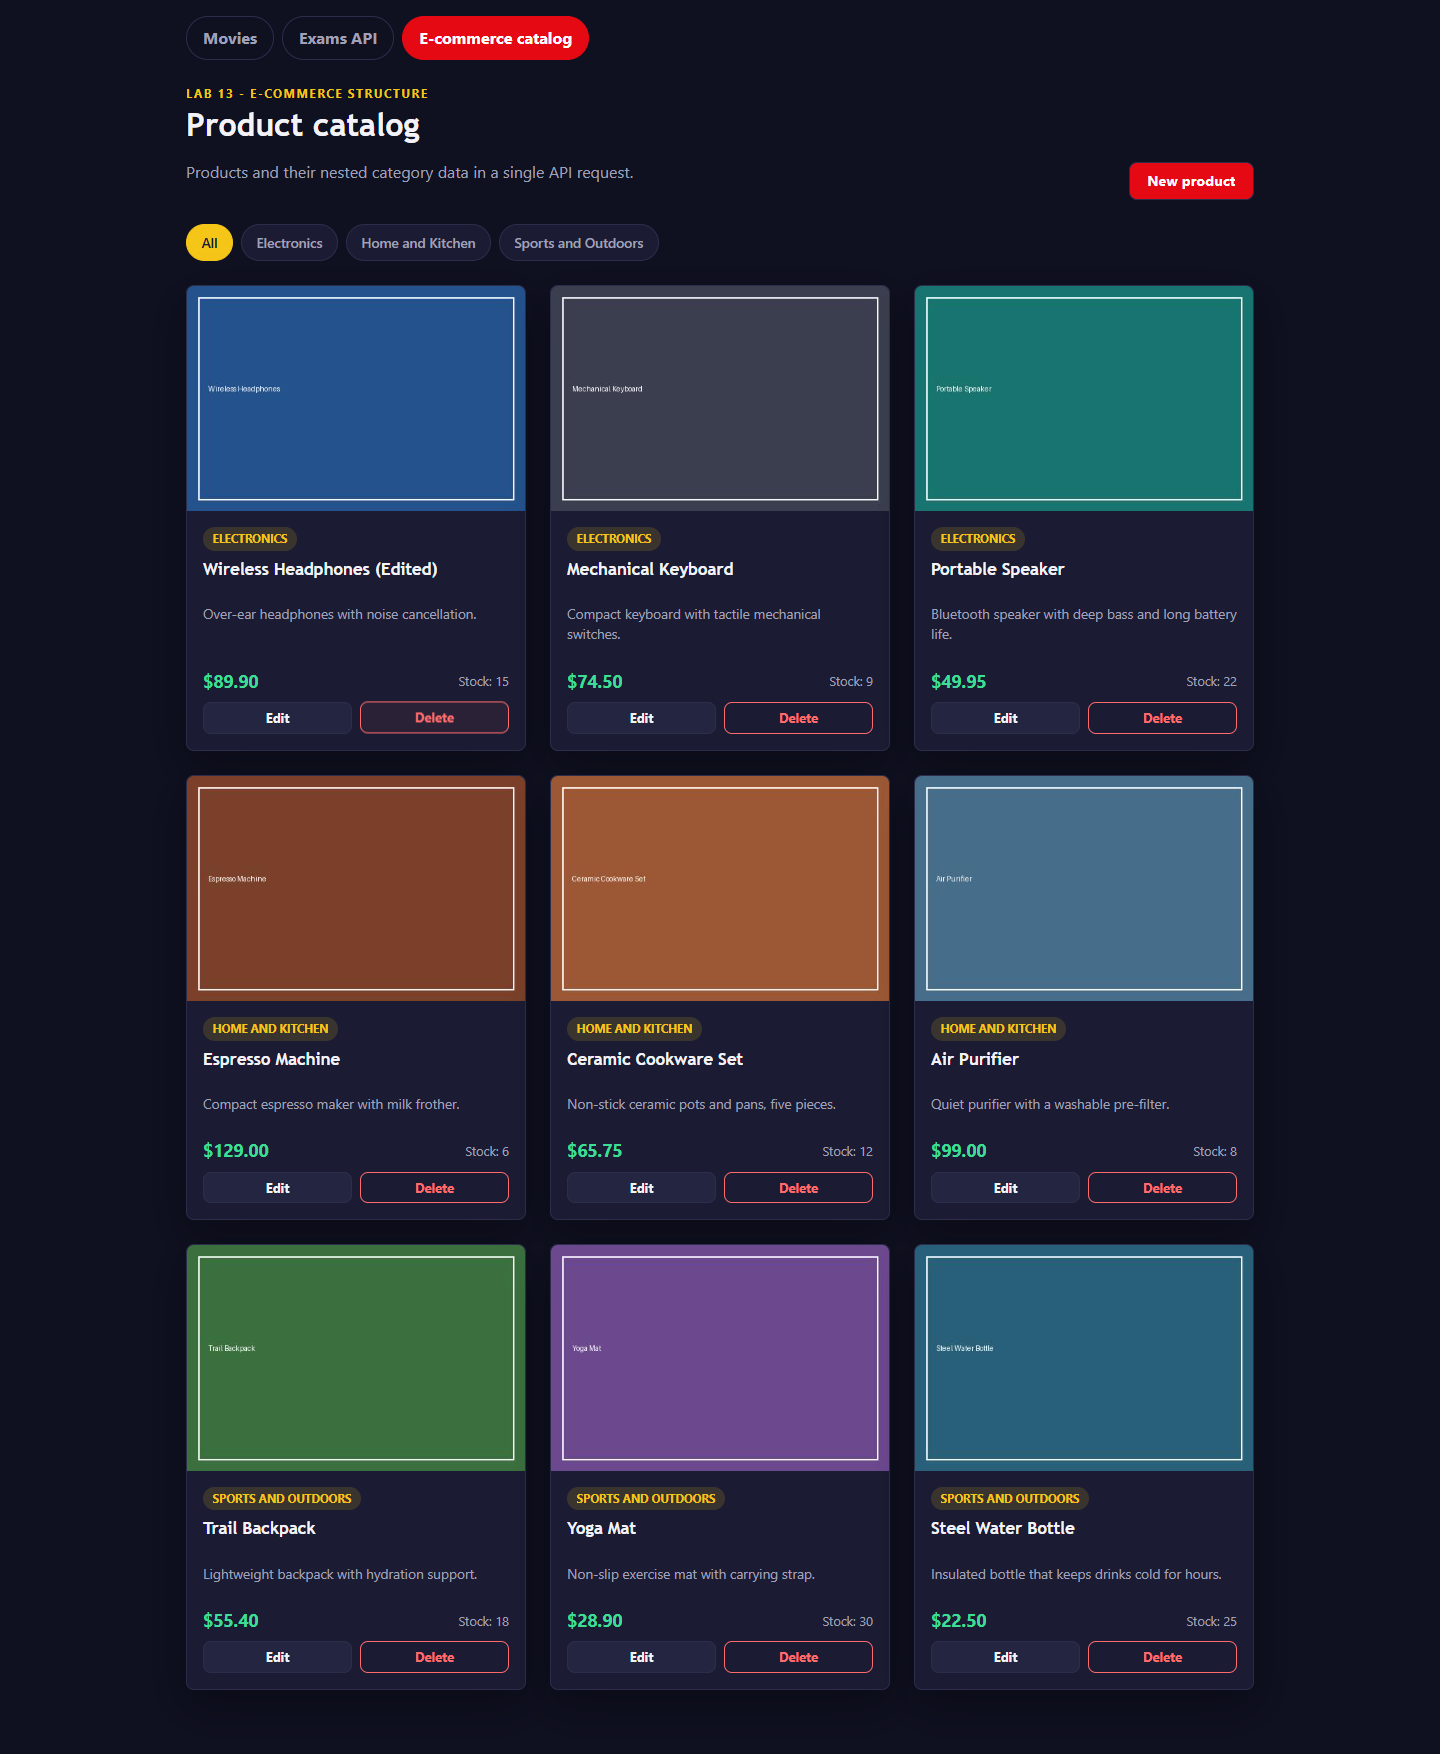 Movies
Exams API
E-commerce catalog
LAB 13 - E-COMMERCE STRUCTURE
Product catalog
Products and their nested category data in a single API request.
New product
All
Electronics
Home and Kitchen
Sports and Outdoors
Wireless Headphones
ELECTRONICS
Wireless Headphones (Edited)
Over-ear headphones with noise cancellation.
$89.90
Stock: 15
Edit
Delete
Mechanical Keyboard
ELECTRONICS
Mechanical Keyboard
Compact keyboard with tactile mechanical
switches.
$74.50
Stock: 9
Edit
Delete
Portable Speaker
ELECTRONICS
Portable Speaker
Bluetooth speaker with deep bass and long battery
life.
$49.95
Stock: 22
Edit
Delete
Espresso Machine
HOME AND KITCHEN
Espresso Machine
Compact espresso maker with milk frother.
$129.00
Stock: 6
Edit
Delete
Ceramic Cookware Set
HOME AND KITCHEN
Ceramic Cookware Set
Non-stick ceramic pots and pans, five pieces.
$65.75
Stock: 12
Edit
Delete
Air Purifier
HOME AND KITCHEN
Air Purifier
Quiet purifier with a washable pre-filter.
$99.00
Stock: 8
Edit
Delete
Trail Backpack
SPORTS AND OUTDOORS
Trail Backpack
Lightweight backpack with hydration support.
$55.40
Stock: 18
Edit
Delete
Yoga Mat
SPORTS AND OUTDOORS
Yoga Mat
Non-slip exercise mat with carrying strap.
$28.90
Stock: 30
Edit
Delete
Steel Water Bottle
SPORTS AND OUTDOORS
Steel Water Bottle
Insulated bottle that keeps drinks cold for hours.
$22.50
Stock: 25
Edit
Delete